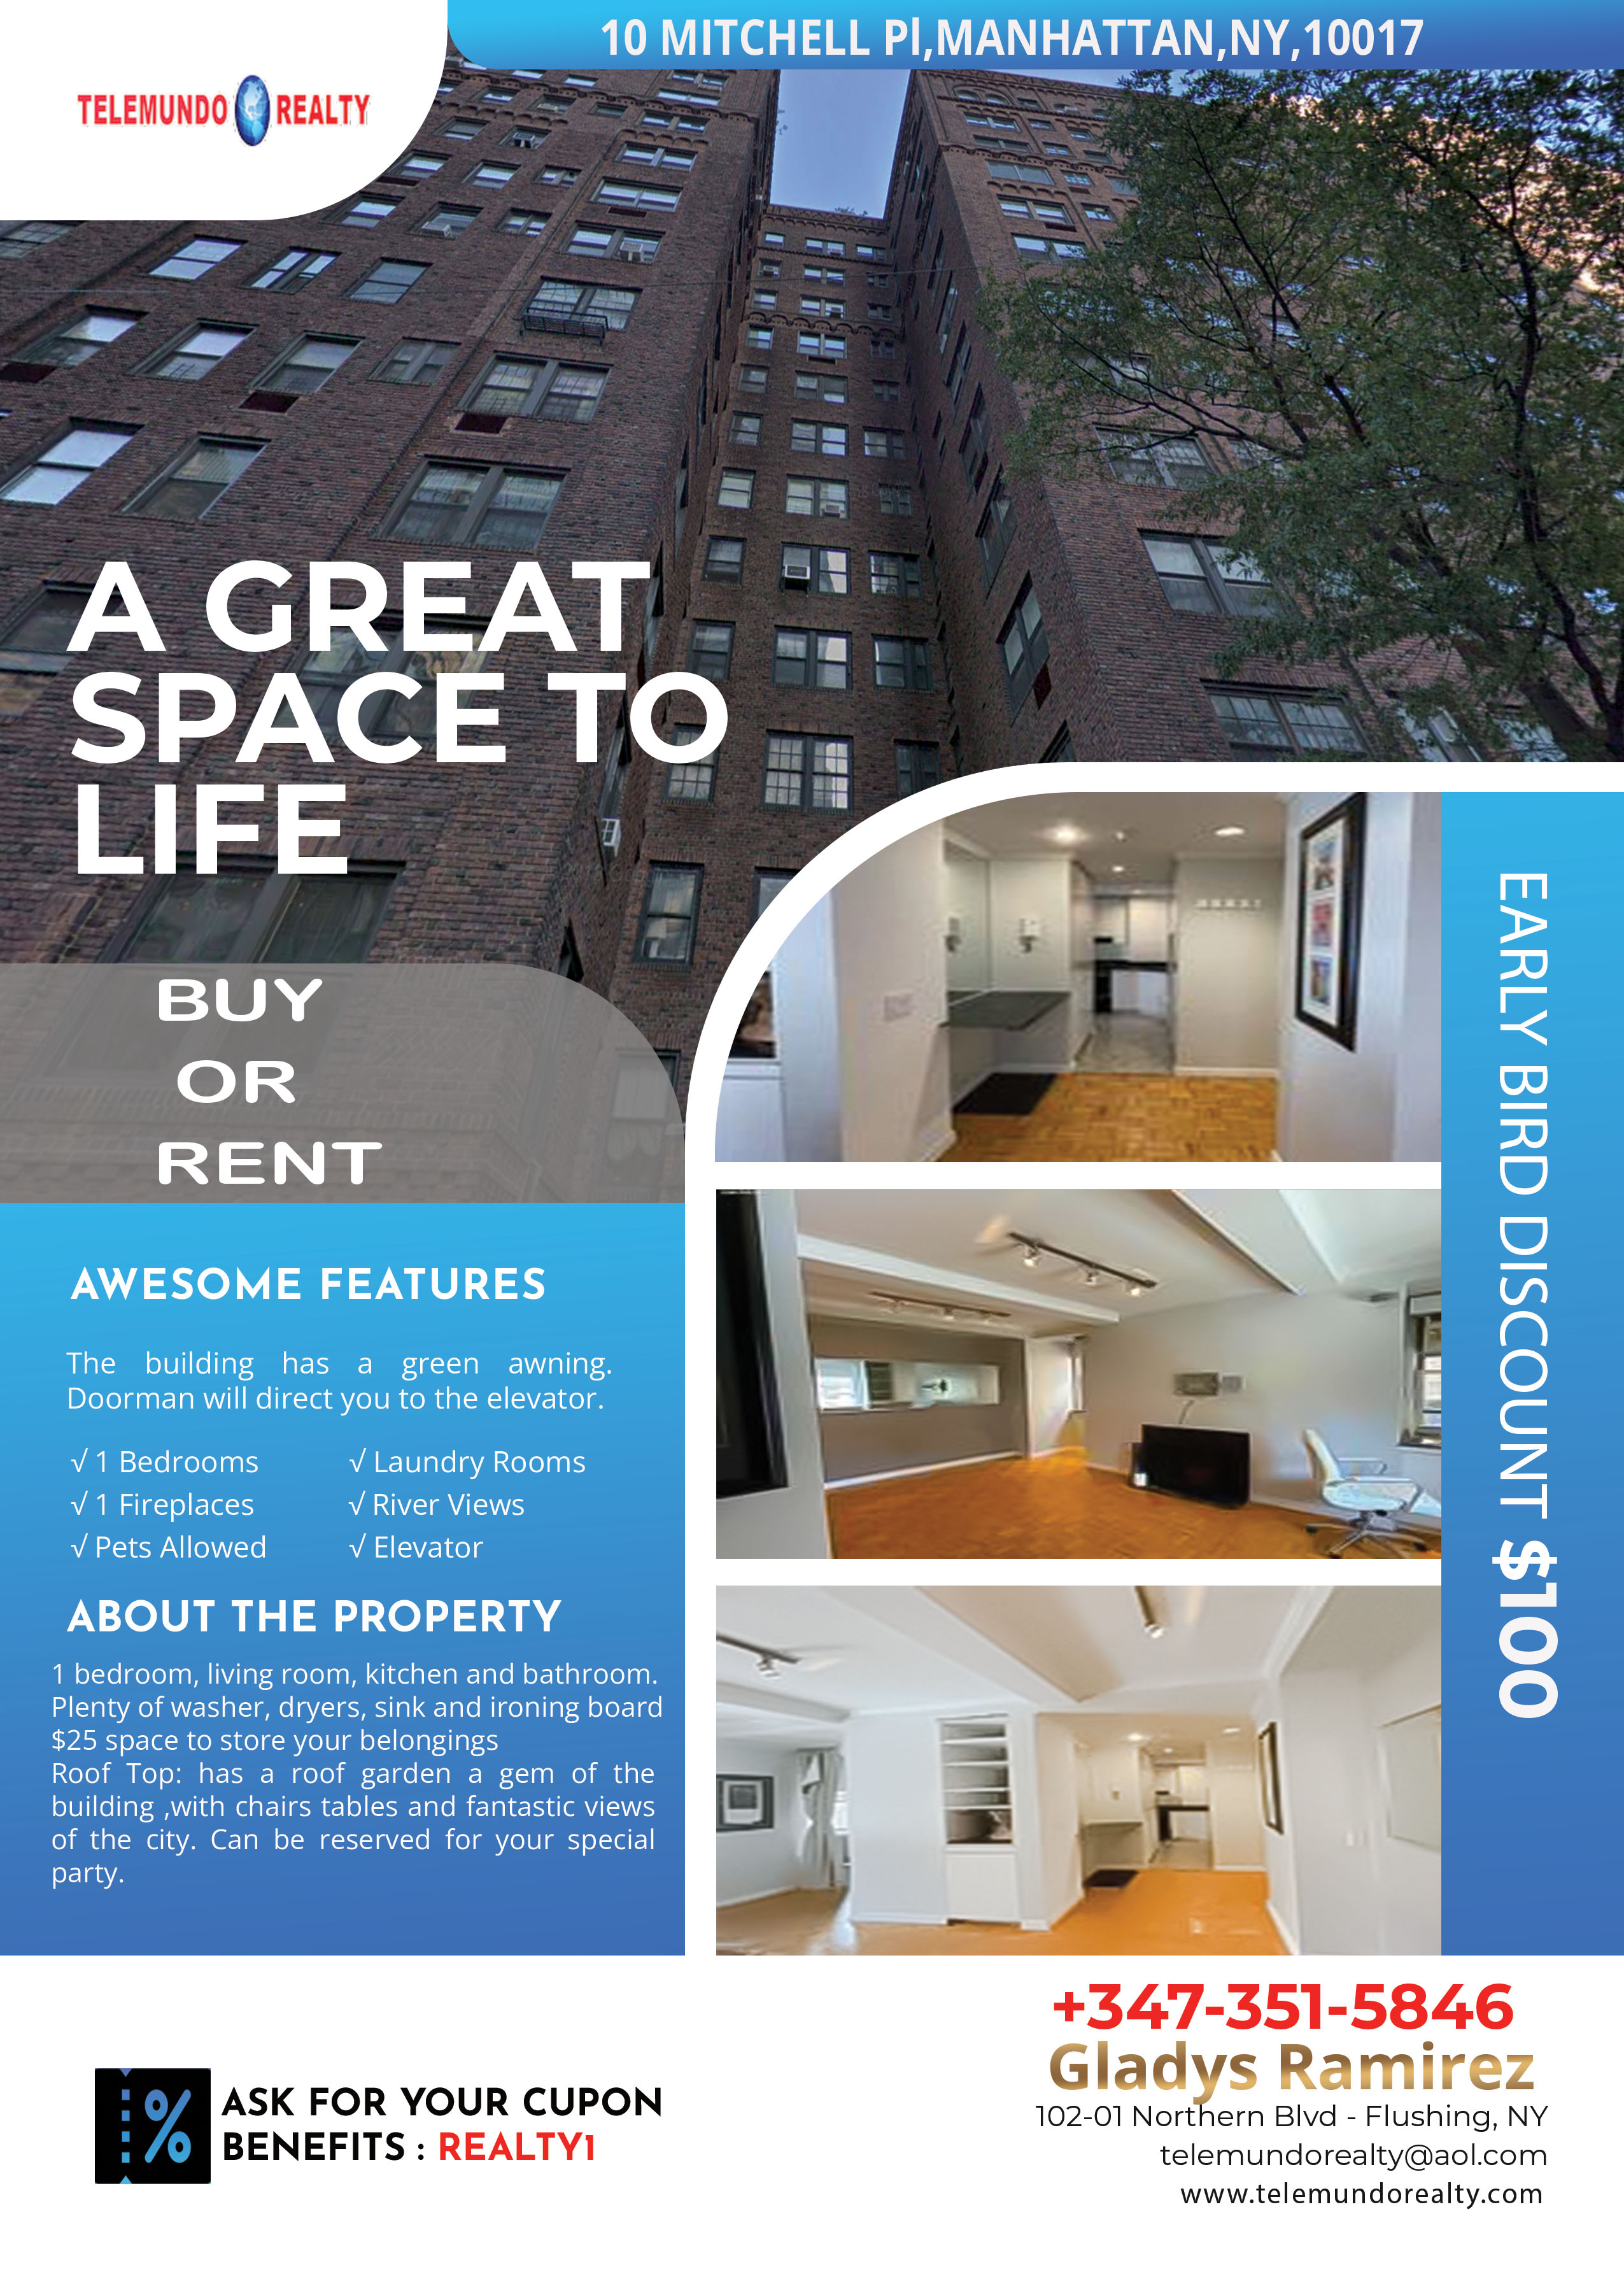 10 MITCHELL Pl,MANHATTAN,NY,10017
TELEMUNDO REALTY
A GREAT
SPACE TO
LIFE
BUY
OR
RENT
EARLY BIRD DISCOUNT $100
AWESOME FEATURES
The building has a green awning.
Doorman will direct you to the elevator.
√ 1 Bedrooms
√ 1 Fireplaces
√ Pets Allowed
√ Laundry Rooms
√ River Views
√ Elevator
ABOUT THE PROPERTY
1 bedroom, living room, kitchen and bathroom.
Plenty of washer, dryers, sink and ironing board
$25 space to store your belongings
Roof Top: has a roof garden a gem of the
building ,with chairs tables and fantastic views
of the city. Can be reserved for your special
party.
%
ASK FOR YOUR CUPON
BENEFITS : REALTY1
+347-351-5846
Gladys Ramirez
102-01 Northern Blvd - Flushing, NY
telemundorealty@aol.com
www.telemundorealty.com